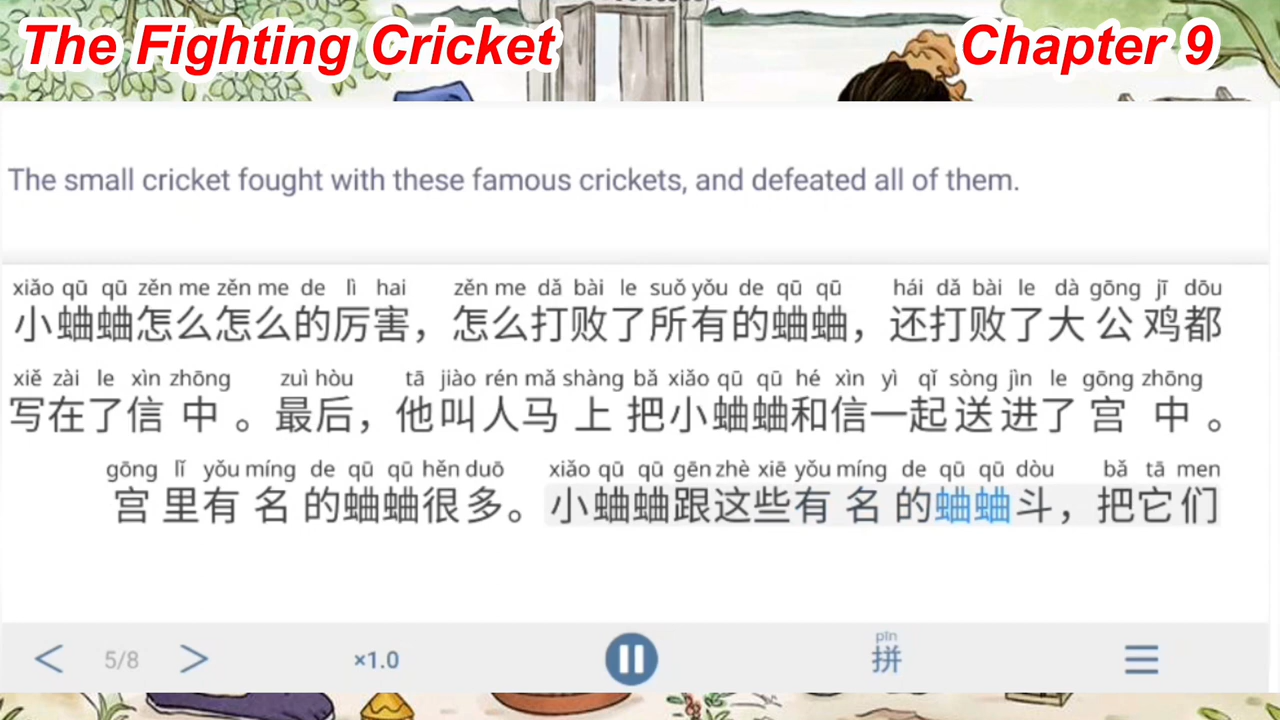 The Fighting Cricket
Chapter 9
The small cricket fought with these famous crickets, and defeated all of them.
xiǎo qū qū zěn me zěn me de lì hai zěn me dǎ bài le suǒ yǒu de qū qū hái dǎ bài le dà gōng jī dōu
小蛐蛐怎么怎么的厉害，怎么打败了所有的蛐蛐，还打败了大公鸡都
xiě zài le xìn zhōng zuì hòu tā jiào rén mǎ shàng bǎ xiǎo qū qū hé xìn yì qǐ sòng jìn le gōng zhōng
写在了信中。最后，他叫人马上把小蛐蛐和信一起送进了宫中。
gōng lǐ yǒu míng de qū qū hěn duō xiǎo qū qū gēn zhè xiē yǒu míng de qū qū dòu bǎ tā men
宫里有名的蛐蛐很多。小蛐蛐跟这些有名的蛐蛐斗，把它们
pīn
< 5/8 > ×1.0 拼